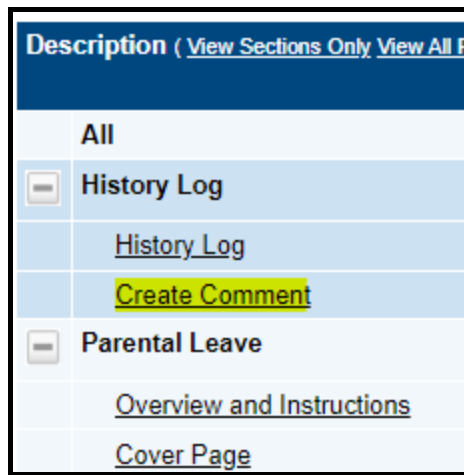 Description ( View Sections Only View All
All
History Log
History Log
Create Comment
Parental Leave
Overview and Instructions
Cover Page